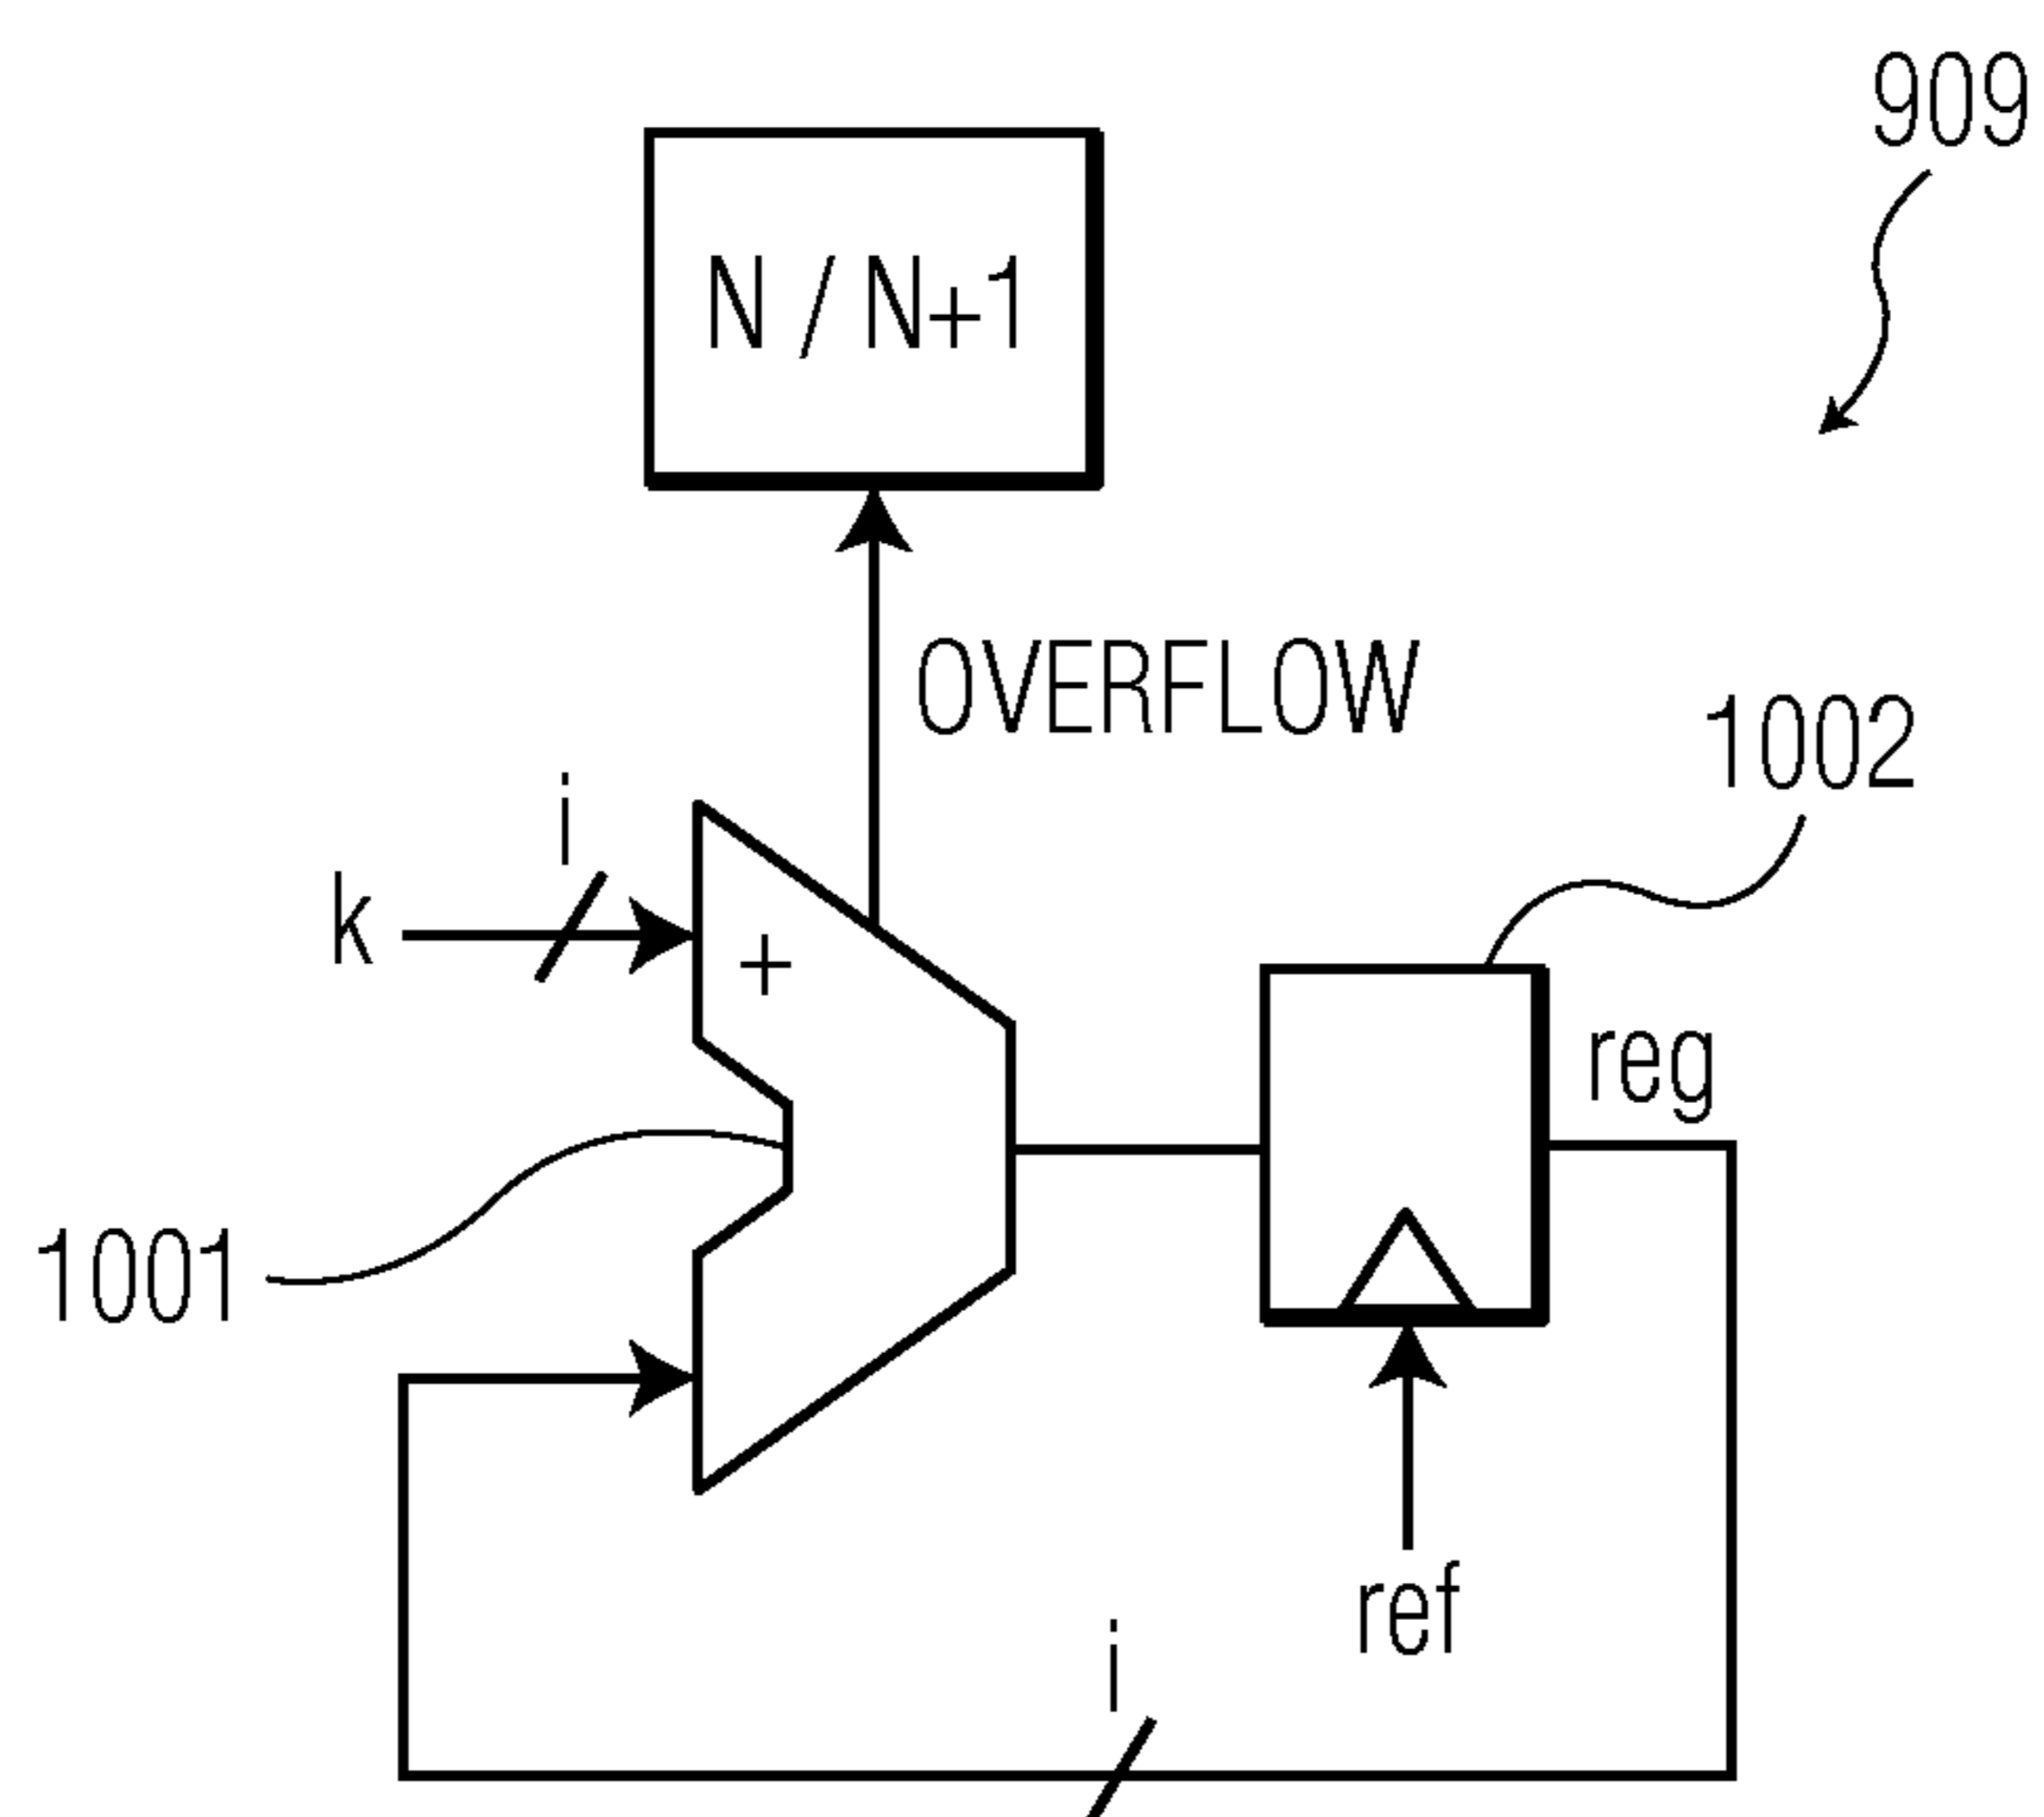 909
N / N+1
OVERFLOW
1002
i
k
+
reg
1001
ref
i